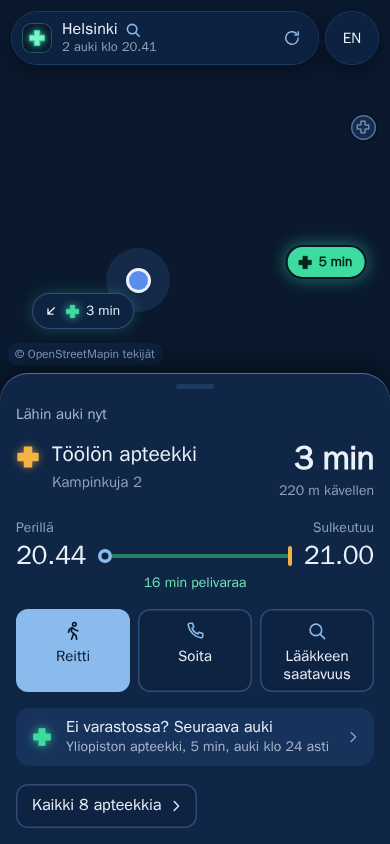 Helsinki
2 auki klo 20.41
EN
5 min
3 min
© OpenStreetMapin tekijät
Lähin auki nyt
Töölön apteekki
3 min
Kampinkuja 2
220 m kävellen
Perillä
Sulkeutuu
20.44
21.00
16 min pelivaraa
Reitti
Soita
Lääkkeen
saatavuus
Ei varastossa? Seuraava auki
Yliopiston apteekki, 5 min, auki klo 24 asti
Kaikki 8 apteekkia